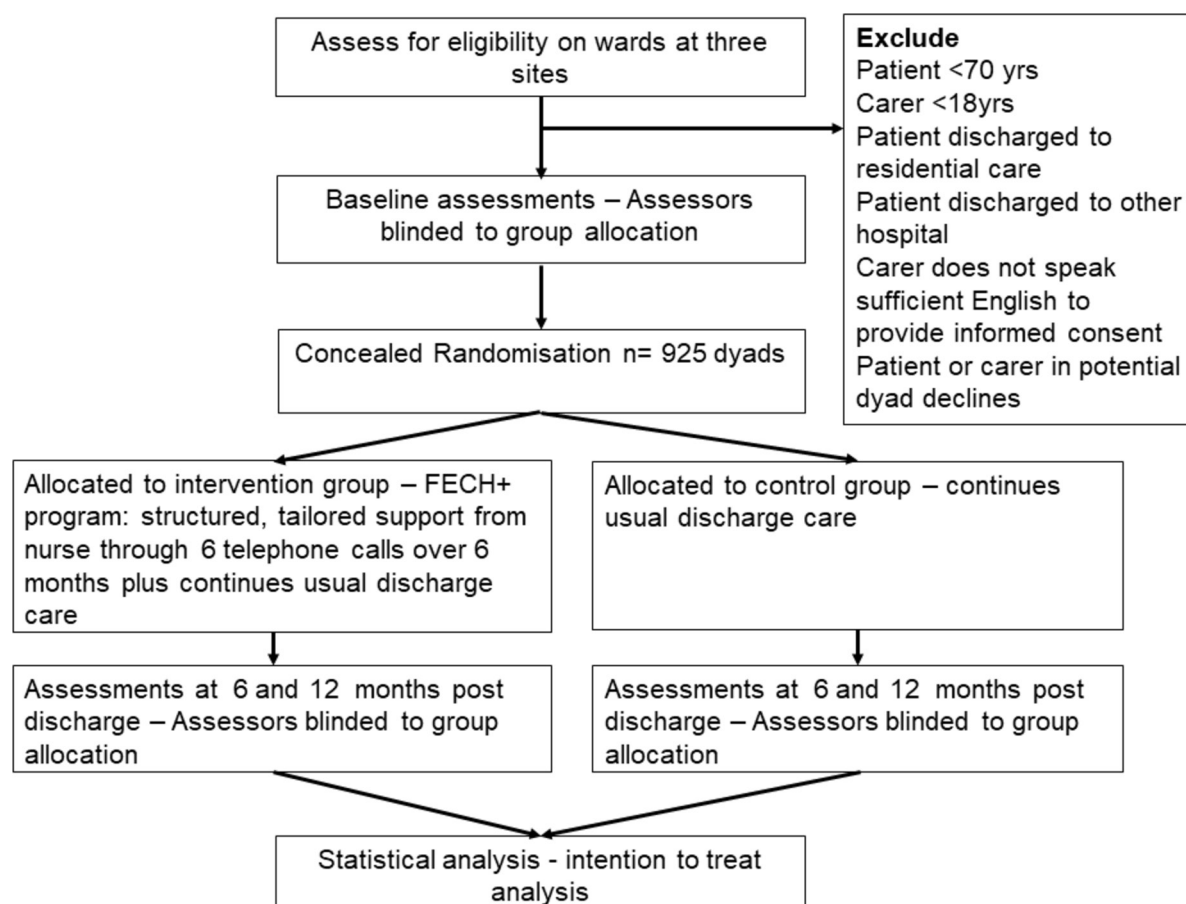 Assess for eligibility on wards at three
sites
Exclude
Patient <70 yrs
Carer <18yrs
Patient discharged to
residential care
Patient discharged to other
hospital
Carer does not speak
sufficient English to
provide informed consent
Patient or carer in potential
dyad declines
Baseline assessments – Assessors
blinded to group allocation
Concealed Randomisation n= 925 dyads
Allocated to intervention group – FECH+
program: structured, tailored support from
nurse through 6 telephone calls over 6
months plus continues usual discharge
care
Allocated to control group – continues
usual discharge care
Assessments at 6 and 12 months post
discharge – Assessors blinded to group
allocation
Assessments at 6 and 12 months post
discharge – Assessors blinded to group
allocation
Statistical analysis - intention to treat
analysis